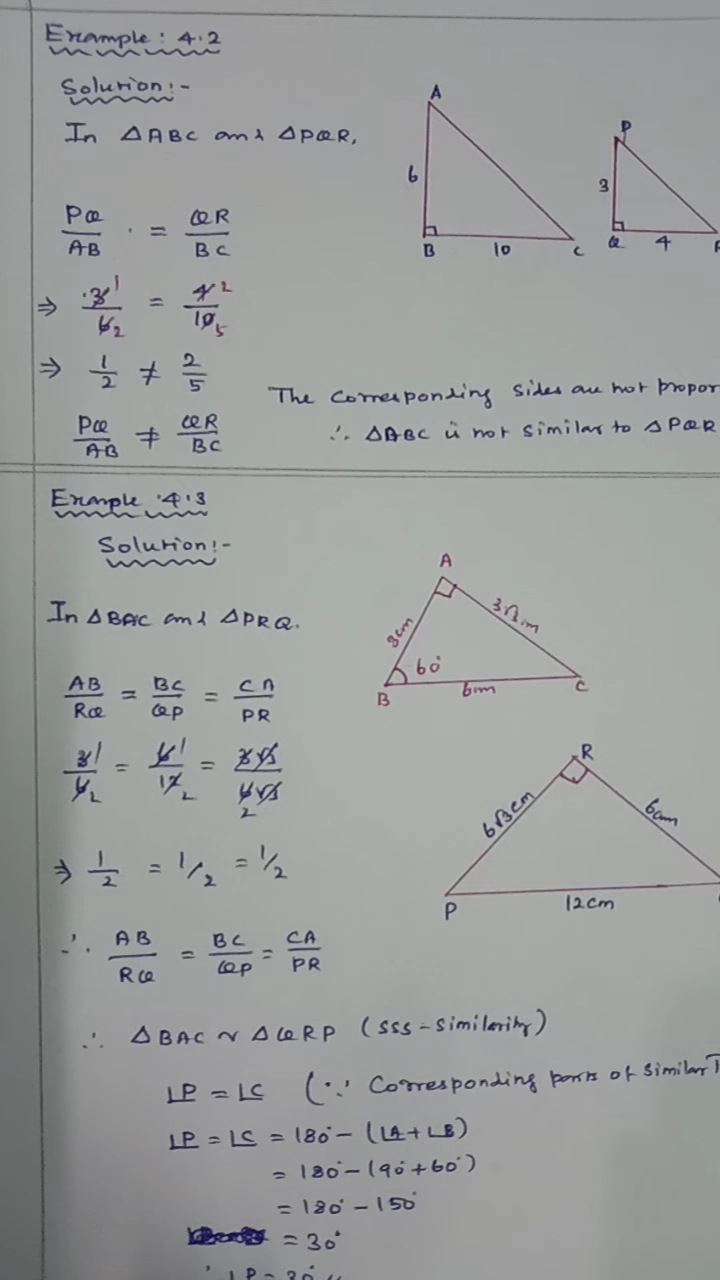 Example : 4.2
Solution :-
In △ABC and △PQR,
PQ/AB = QR/BC
⇒ 3/6 = 4/10
⇒ 1/2 ≠ 2/5
PQ/AB ≠ QR/BC
A
6
B
10
C
P
3
Q
4
The corresponding sides are not propor
∴ △ABC is not similar to △PQR
Example 4.3
Solution :-
In △BAC and △PRQ.
AB/RQ = BC/QP = CA/PR
3/6 = 6/12 = 3√3/6√3
⇒ 1/2 = 1/2 = 1/2
∴ AB/RQ = BC/QP = CA/PR
A
3cm
60°
B
6cm
C
R
6√3cm
6cm
P
12cm
∴ △BAC ~ △QRP (SSS - Similarity)
∠P = ∠C (∵ Corresponding parts of similar
∠P = ∠C = 180° - (∠A + ∠B)
= 180° - (90° + 60°)
= 180° - 150°
= 30°
∴ ∠P = 30°